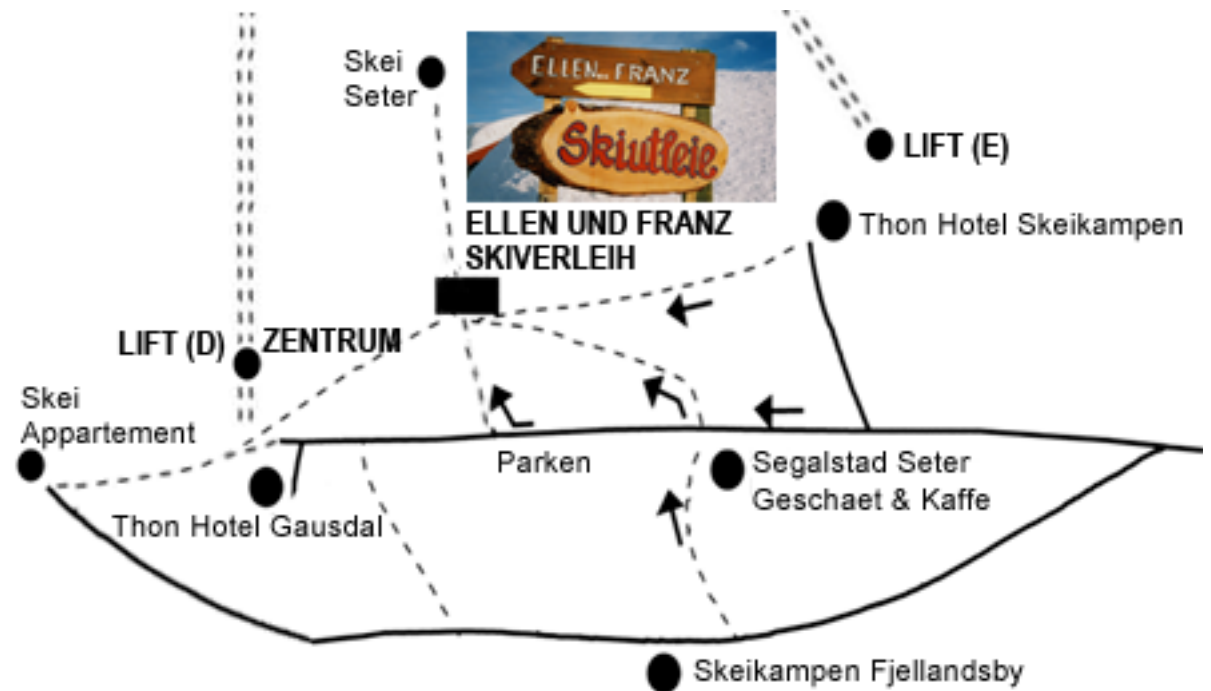 Skei
Seter
ELLEN og FRANZ
Skiutleie
LIFT (E)
ELLEN UND FRANZ
SKIVERLEIH
Thon Hotel Skeikampen
LIFT (D)
ZENTRUM
Skei
Appartement
Parken
Segalstad Seter
Geschaet & Kaffe
Thon Hotel Gausdal
Skeikampen Fjellandsby